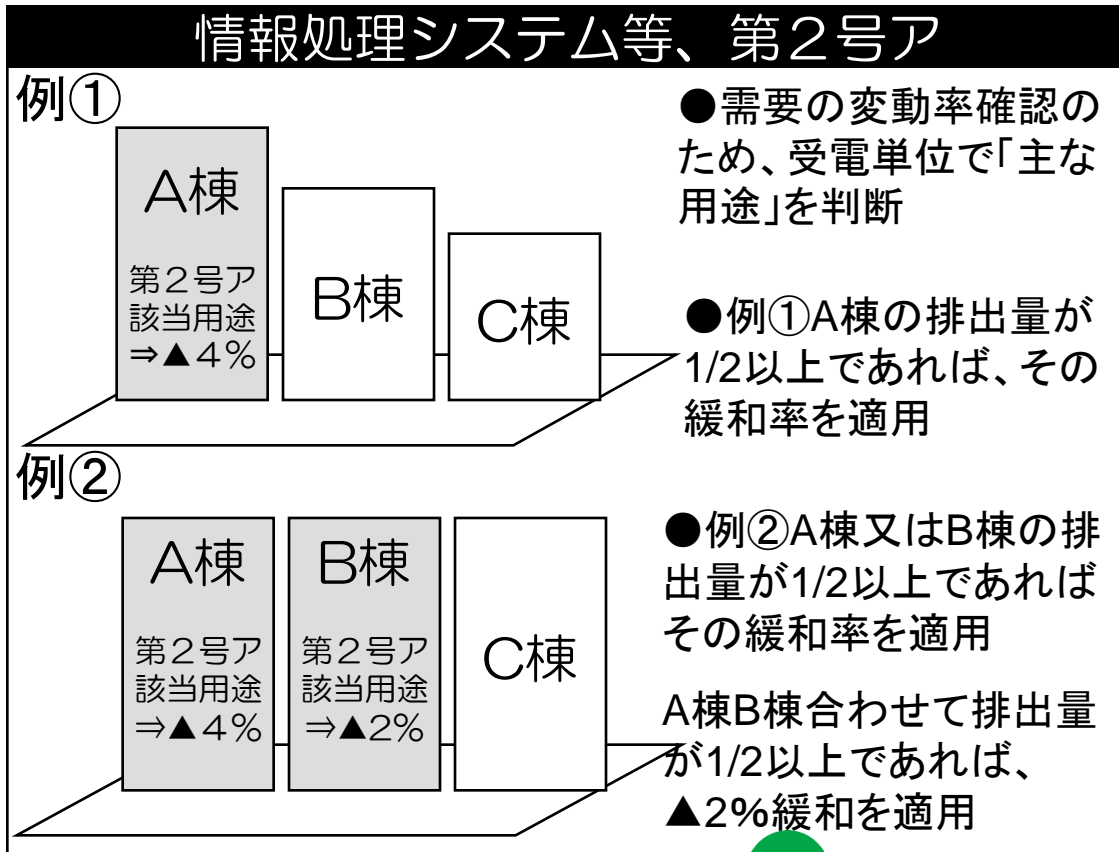 情報処理システム等、第２号ア
例①
A棟
第２号ア
該当用途
⇒▲４％
B棟
C棟
●需要の変動率確認の
ため、受電単位で「主な
用途」を判断
●例①A棟の排出量が
1/2以上であれば、その
緩和率を適用
例②
A棟
第２号ア
該当用途
⇒▲４％
B棟
第２号ア
該当用途
⇒▲２％
C棟
●例②A棟又はB棟の排
出量が1/2以上であれば
その緩和率を適用
A棟B棟合わせて排出量
が1/2以上であれば、
▲2%緩和を適用